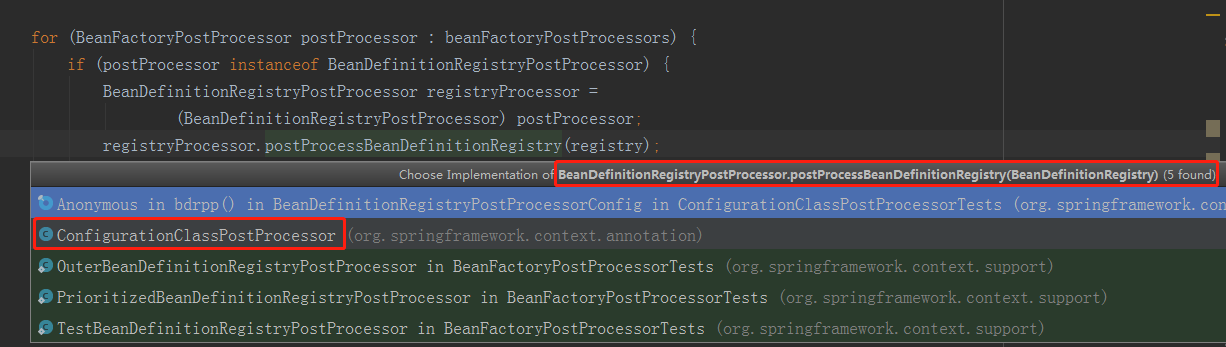 for (BeanFactoryPostProcessor postProcessor : beanFactoryPostProcessors) {
if (postProcessor instanceof BeanDefinitionRegistryPostProcessor) {
BeanDefinitionRegistryPostProcessor registryProcessor =
(BeanDefinitionRegistryPostProcessor) postProcessor;
registryProcessor.postProcessBeanDefinitionRegistry(registry);
Choose Implementation of BeanDefinitionRegistryPostProcessor.postProcessBeanDefinitionRegistry(BeanDefinitionRegistry) (5 found)
Anonymous in bdrpp() in BeanDefinitionRegistryPostProcessorConfig in ConfigurationClassPostProcessorTests (org.springframework.con
ConfigurationClassPostProcessor (org.springframework.context.annotation)
OuterBeanDefinitionRegistryPostProcessor in BeanFactoryPostProcessorTests (org.springframework.context.support)
PrioritizedBeanDefinitionRegistryPostProcessor in BeanFactoryPostProcessorTests (org.springframework.context.support)
TestBeanDefinitionRegistryPostProcessor in BeanFactoryPostProcessorTests (org.springframework.context.support)